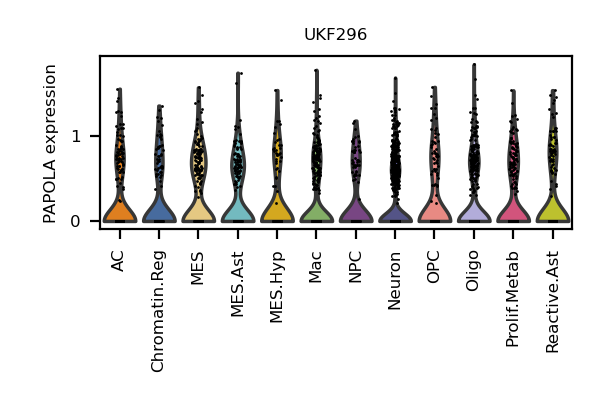 UKF296
PAPOLA expression
1
0
AC
Chromatin.Reg
MES
MES.Ast
MES.Hyp
Mac
NPC
Neuron
OPC
Oligo
Prolif.Metab
Reactive.Ast